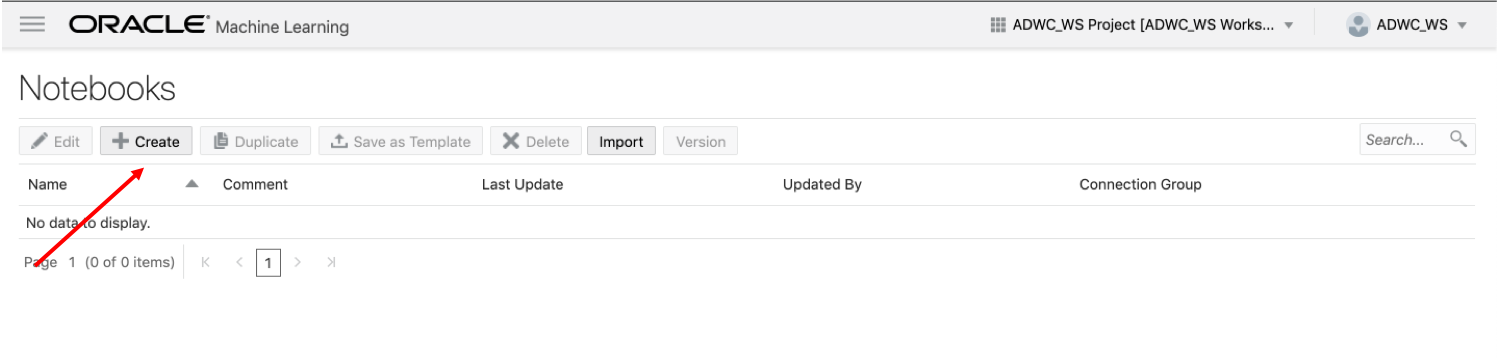 ORACLE® Machine Learning ADWC_WS Project [ADWC_WS Works... ADWC_WS
Notebooks
Edit Create Duplicate Save as Template Delete Import Version Search...
Name Comment Last Update Updated By Connection Group
No data to display.
Page 1 (0 of 0 items) 1